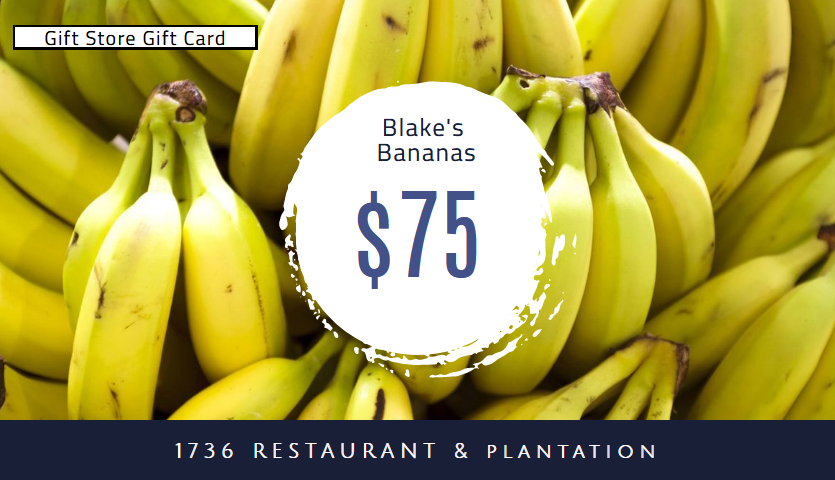 Gift Store Gift Card
Blake's
Bananas
$75
1736 RESTAURANT & PLANTATION